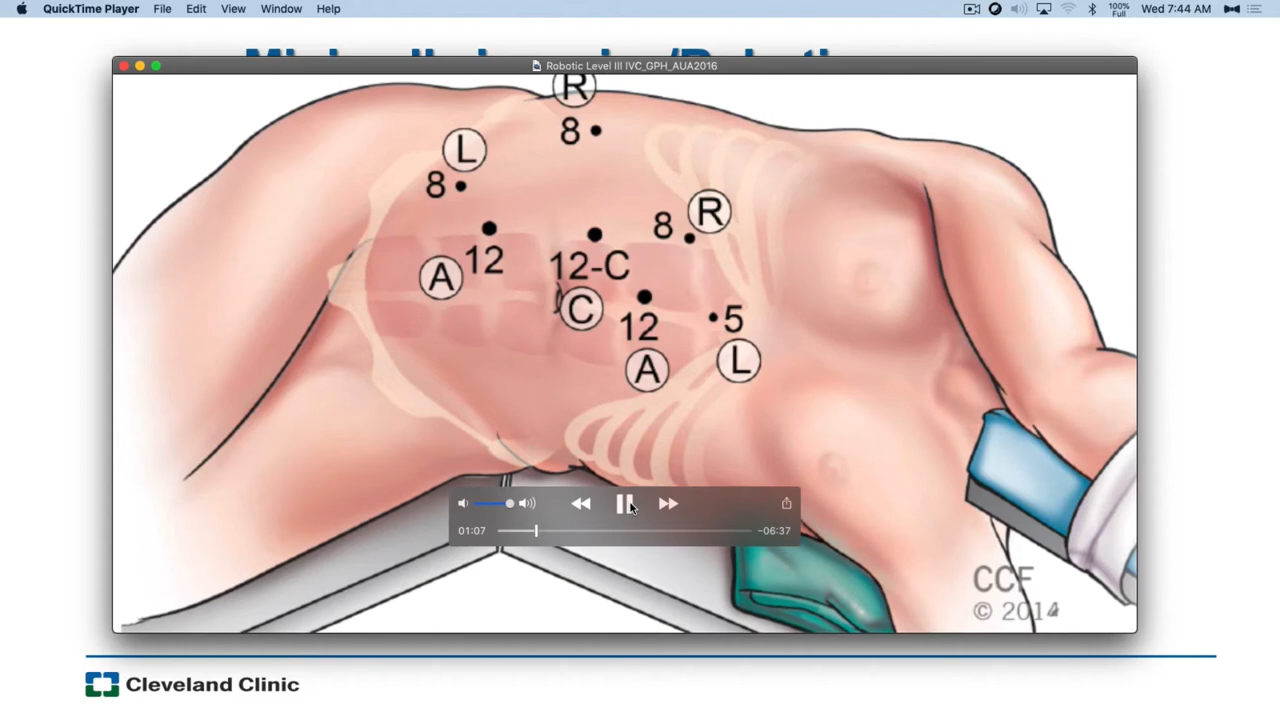 QuickTime Player File Edit View Window Help 100% Full Wed 7:44 AM
Robotic Level III IVC_GPH_AUA2016
R
8
L
8
R
8
12
12-C
A
C
12
5
A
L
01:07 -06:37
CCF
© 2014
Cleveland Clinic